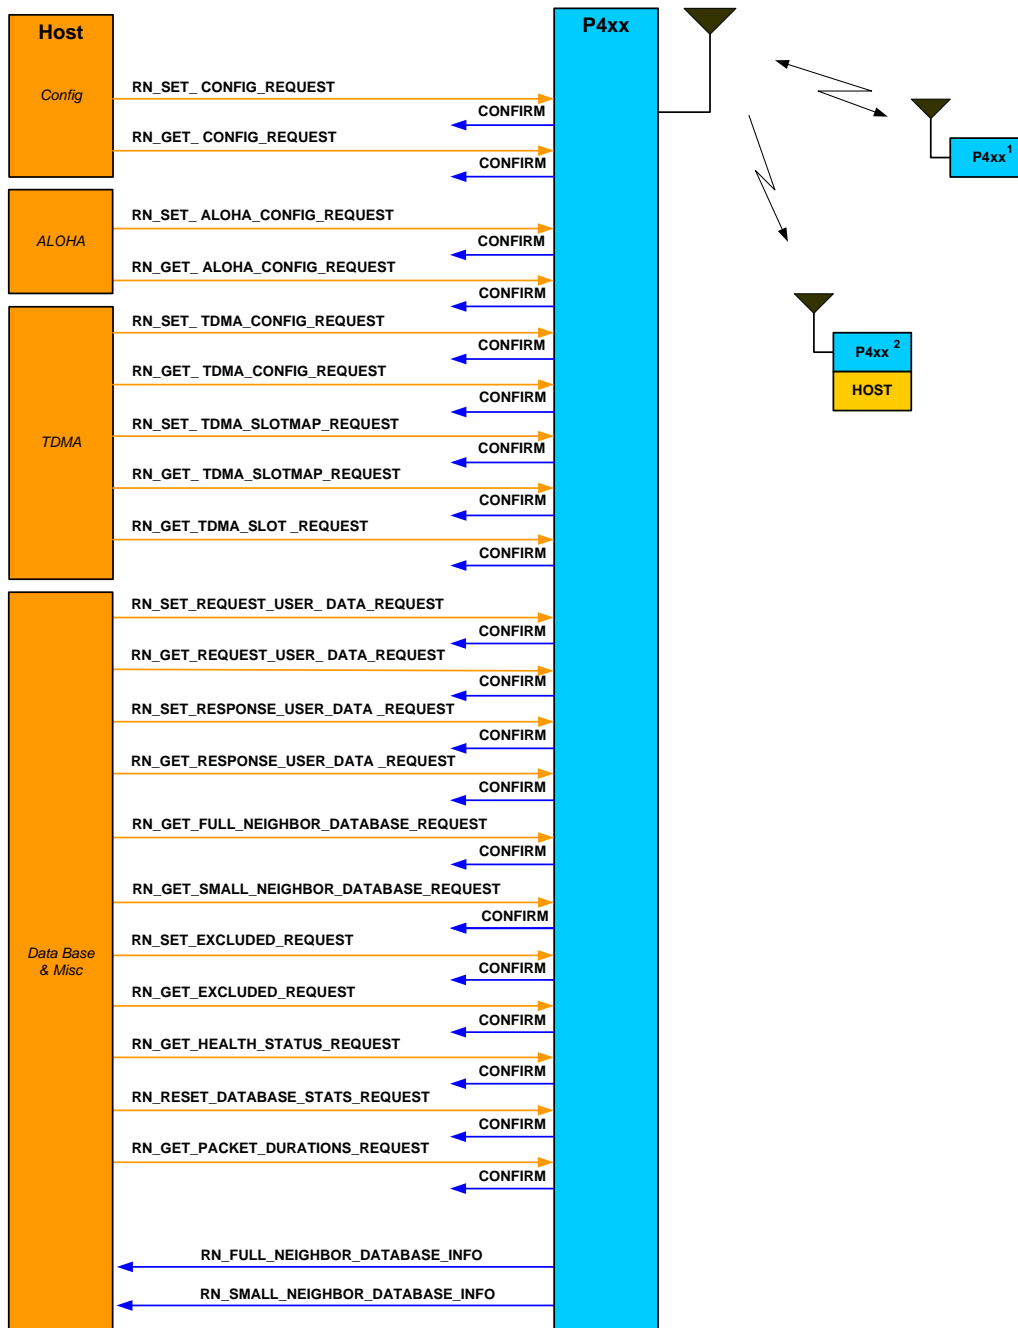 Host
P4xx
Config
RN_SET_ CONFIG_REQUEST
CONFIRM
RN_GET_ CONFIG_REQUEST
CONFIRM
P4xx 1
ALOHA
RN_SET_ ALOHA_CONFIG_REQUEST
CONFIRM
RN_GET_ ALOHA_CONFIG_REQUEST
CONFIRM
TDMA
RN_SET_ TDMA_CONFIG_REQUEST
CONFIRM
RN_GET_ TDMA_CONFIG_REQUEST
CONFIRM
RN_SET_ TDMA_SLOTMAP_REQUEST
CONFIRM
RN_GET_ TDMA_SLOTMAP_REQUEST
CONFIRM
RN_GET_TDMA_SLOT _REQUEST
CONFIRM
P4xx 2
HOST
Data Base
& Misc
RN_SET_REQUEST_USER_ DATA_REQUEST
CONFIRM
RN_GET_REQUEST_USER_ DATA_REQUEST
CONFIRM
RN_SET_RESPONSE_USER_DATA _REQUEST
CONFIRM
RN_GET_RESPONSE_USER_DATA _REQUEST
CONFIRM
RN_GET_FULL_NEIGHBOR_DATABASE_REQUEST
CONFIRM
RN_GET_SMALL_NEIGHBOR_DATABASE_REQUEST
CONFIRM
RN_SET_EXCLUDED_REQUEST
CONFIRM
RN_GET_EXCLUDED_REQUEST
CONFIRM
RN_GET_HEALTH_STATUS_REQUEST
CONFIRM
RN_RESET_DATABASE_STATS_REQUEST
CONFIRM
RN_GET_PACKET_DURATIONS_REQUEST
CONFIRM
RN_FULL_NEIGHBOR_DATABASE_INFO
RN_SMALL_NEIGHBOR_DATABASE_INFO